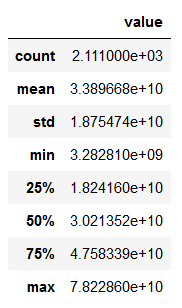 value
count 2.111000e+03
mean 3.389668e+10
std 1.875474e+10
min 3.282810e+09
25% 1.824160e+10
50% 3.021352e+10
75% 4.758339e+10
max 7.822860e+10